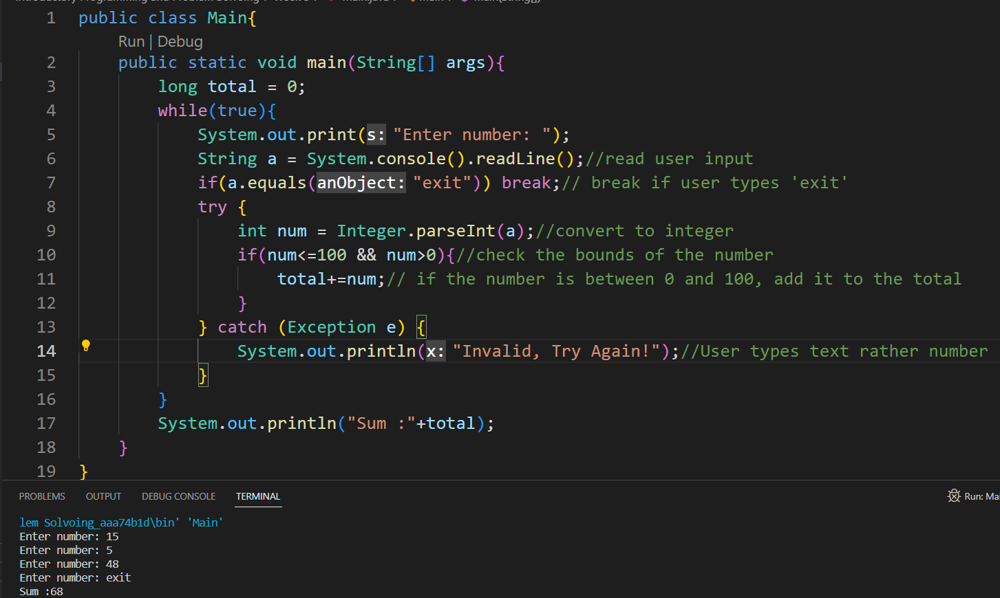 1 public class Main{
Run | Debug
2 public static void main(String[] args){
3 long total = 0;
4 while(true){
5 System.out.print(s: "Enter number: ");
6 String a = System.console().readLine();//read user input
7 if(a.equals(anObject: "exit")) break;// break if user types 'exit'
8 try {
9 int num = Integer.parseInt(a);//convert to integer
10 if(num<=100 && num>0){//check the bounds of the number
11 total+=num;// if the number is between 0 and 100, add it to the total
12 }
13 } catch (Exception e) {
14 System.out.println(x: "Invalid, Try Again!");//User types text rather number
15 }
16 }
17 System.out.println("Sum :"+total);
18 }
19 }
PROBLEMS OUTPUT DEBUG CONSOLE TERMINAL Run: Mai
lem Solvoing_aaa74b1d\bin' 'Main'
Enter number: 15
Enter number: 5
Enter number: 48
Enter number: exit
Sum :68